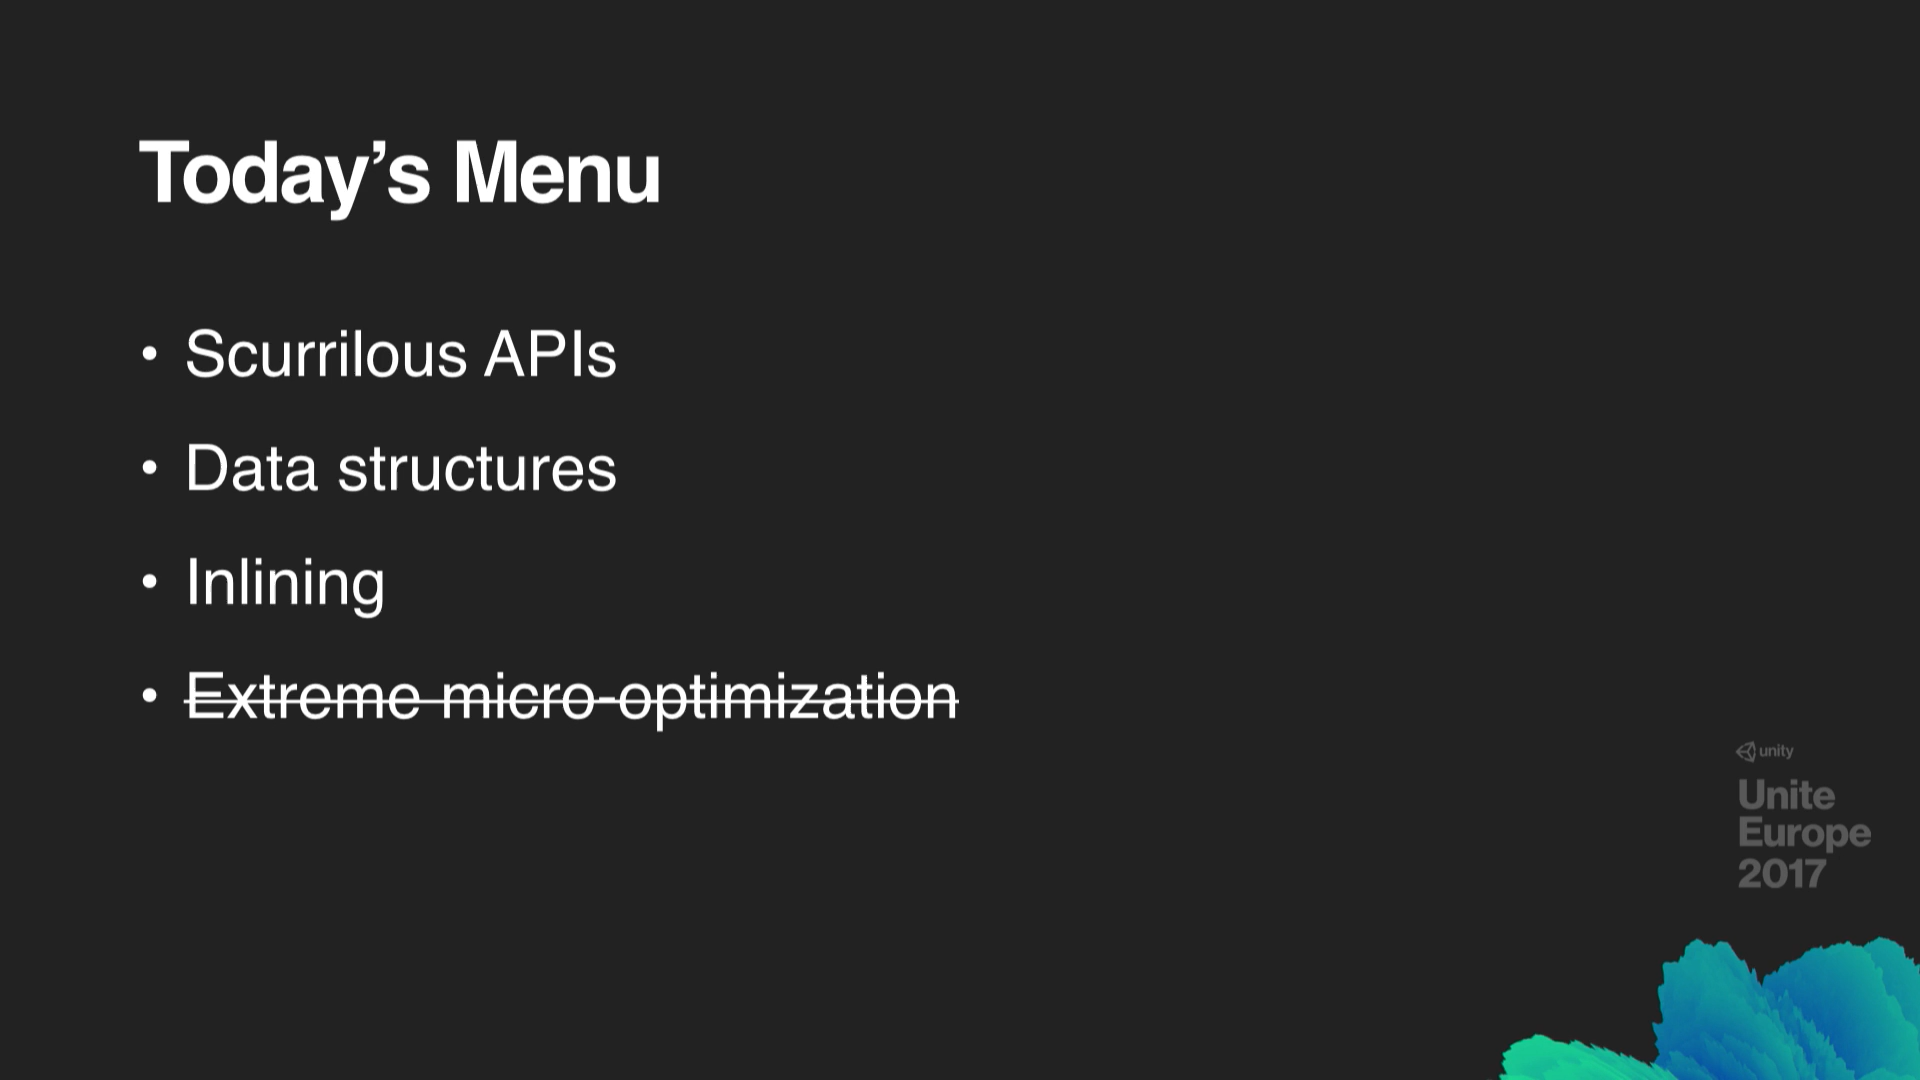 Today’s Menu
• Scurrilous APIs
• Data structures
• Inlining
• Extreme micro-optimization
unity
Unite
Europe
2017